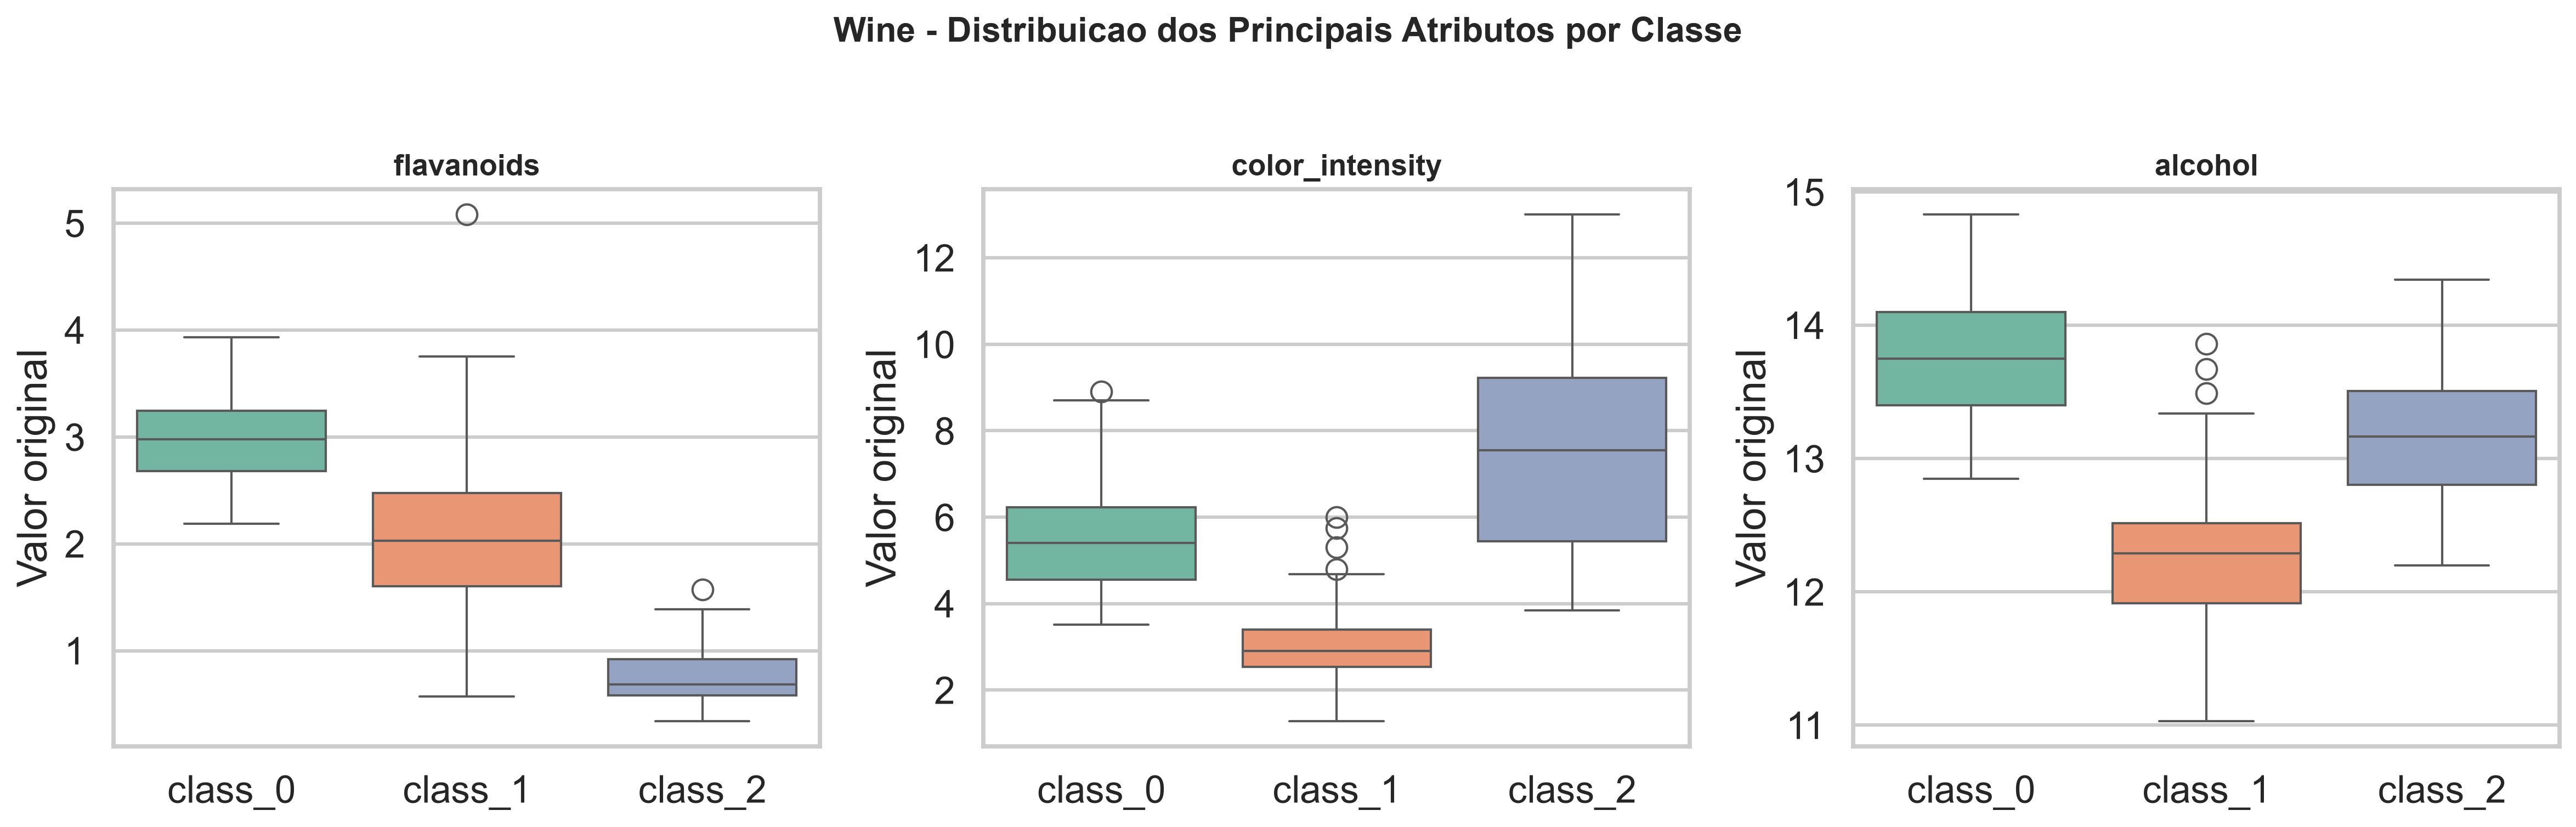 Wine - Distribuicao dos Principais Atributos por Classe
flavanoids
Valor original
5
4
3
2
1
class_0 class_1 class_2
color_intensity
Valor original
12
10
8
6
4
2
class_0 class_1 class_2
alcohol
Valor original
15
14
13
12
11
class_0 class_1 class_2